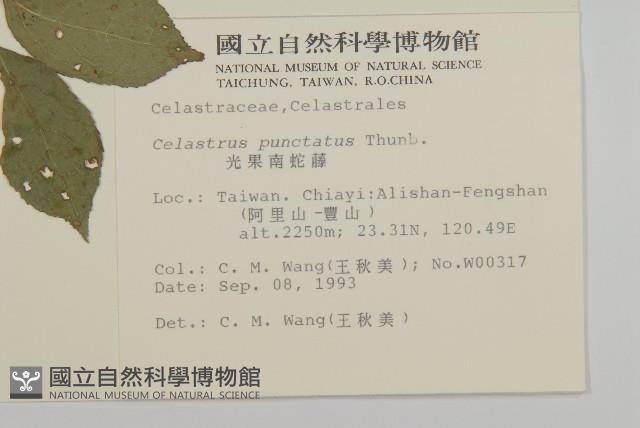 國立自然科學博物館
NATIONAL MUSEUM OF NATURAL SCIENCE
TAICHUNG, TAIWAN, R.O.CHINA
Celastraceae,Celastrales
Celastrus punctatus Thunb.
光果南蛇藤
Loc.: Taiwan. Chiayi:Alishan-Fengshan
(阿里山-豐山)
alt.2250m; 23.31N, 120.49E
Col.: C. M. Wang(王秋美); No.W00317
Date: Sep. 08, 1993
Det.: C. M. Wang(王秋美)
國立自然科學博物館
NATIONAL MUSEUM OF NATURAL SCIENCE